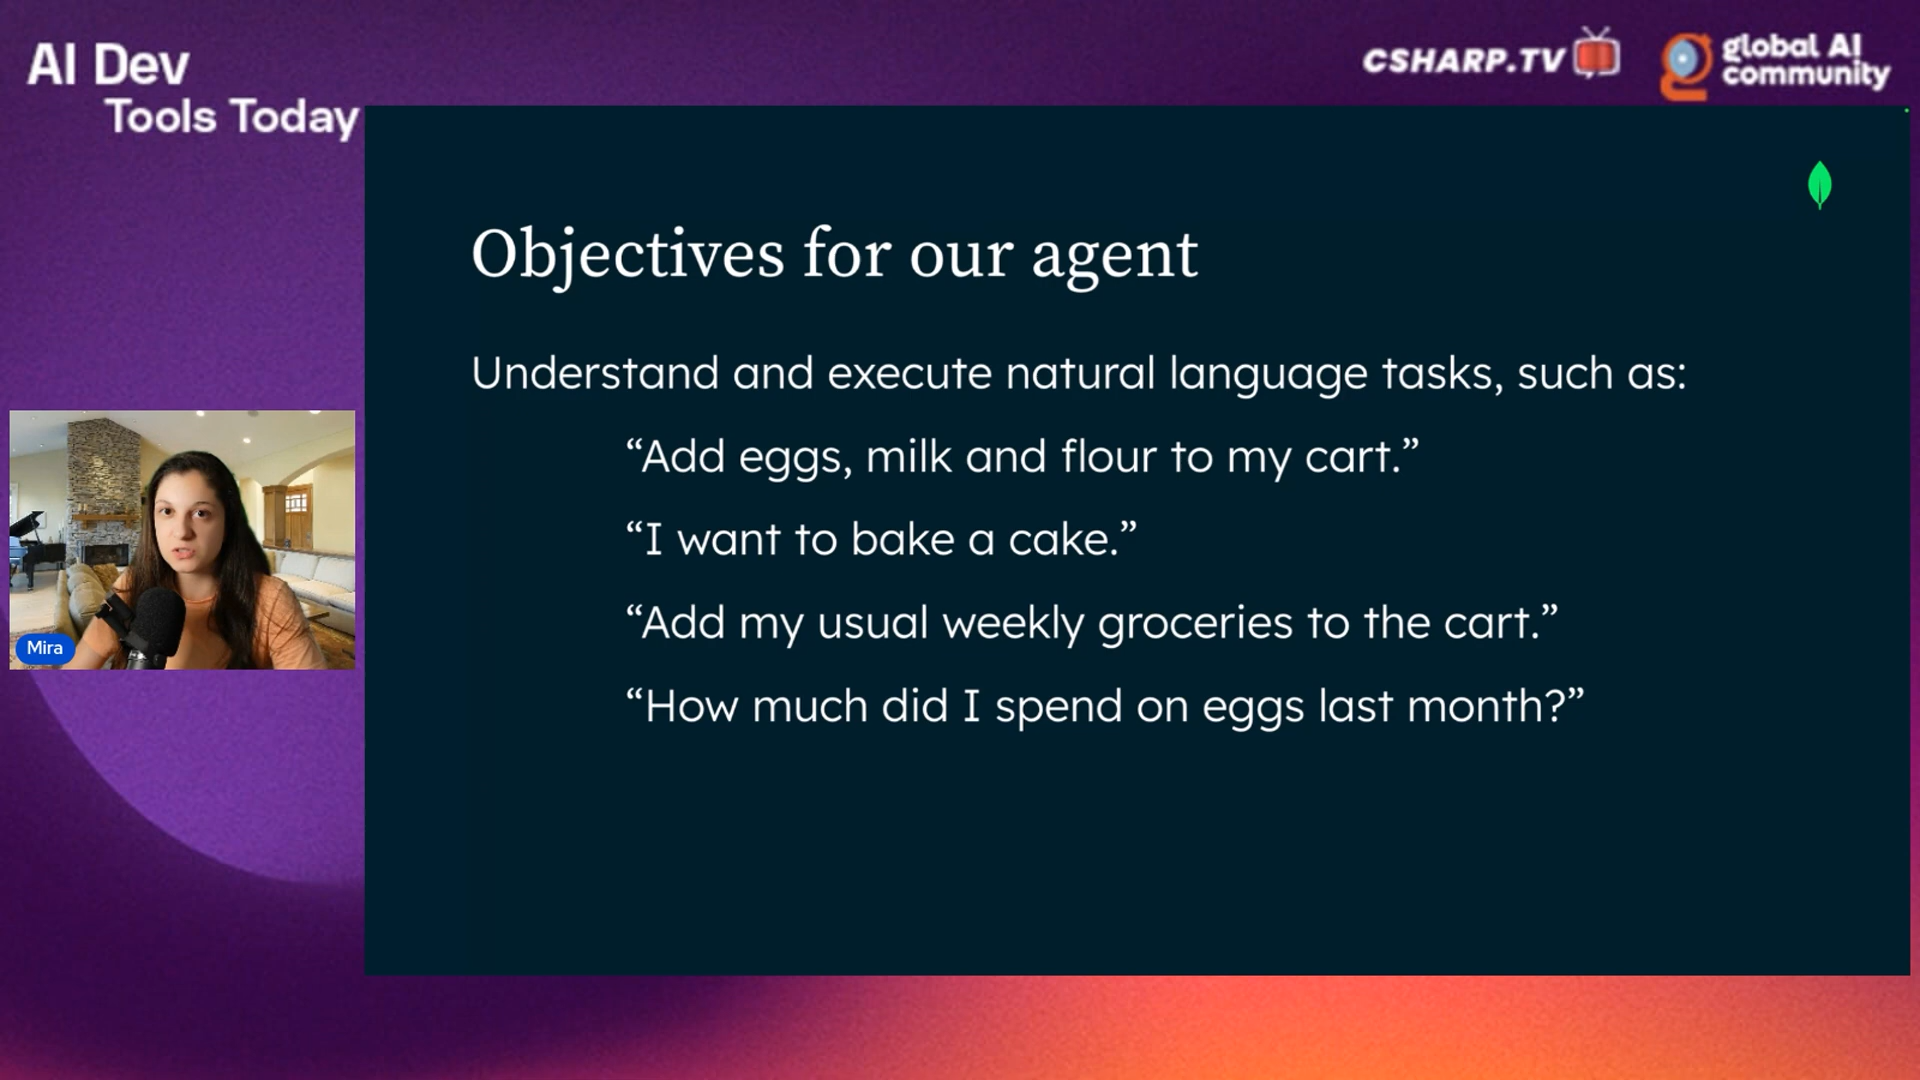 AI Dev
Tools Today
CSHARP.TV
global AI
community
Objectives for our agent
Understand and execute natural language tasks, such as:
“Add eggs, milk and flour to my cart.”
“I want to bake a cake.”
“Add my usual weekly groceries to the cart.”
“How much did I spend on eggs last month?”
Mira